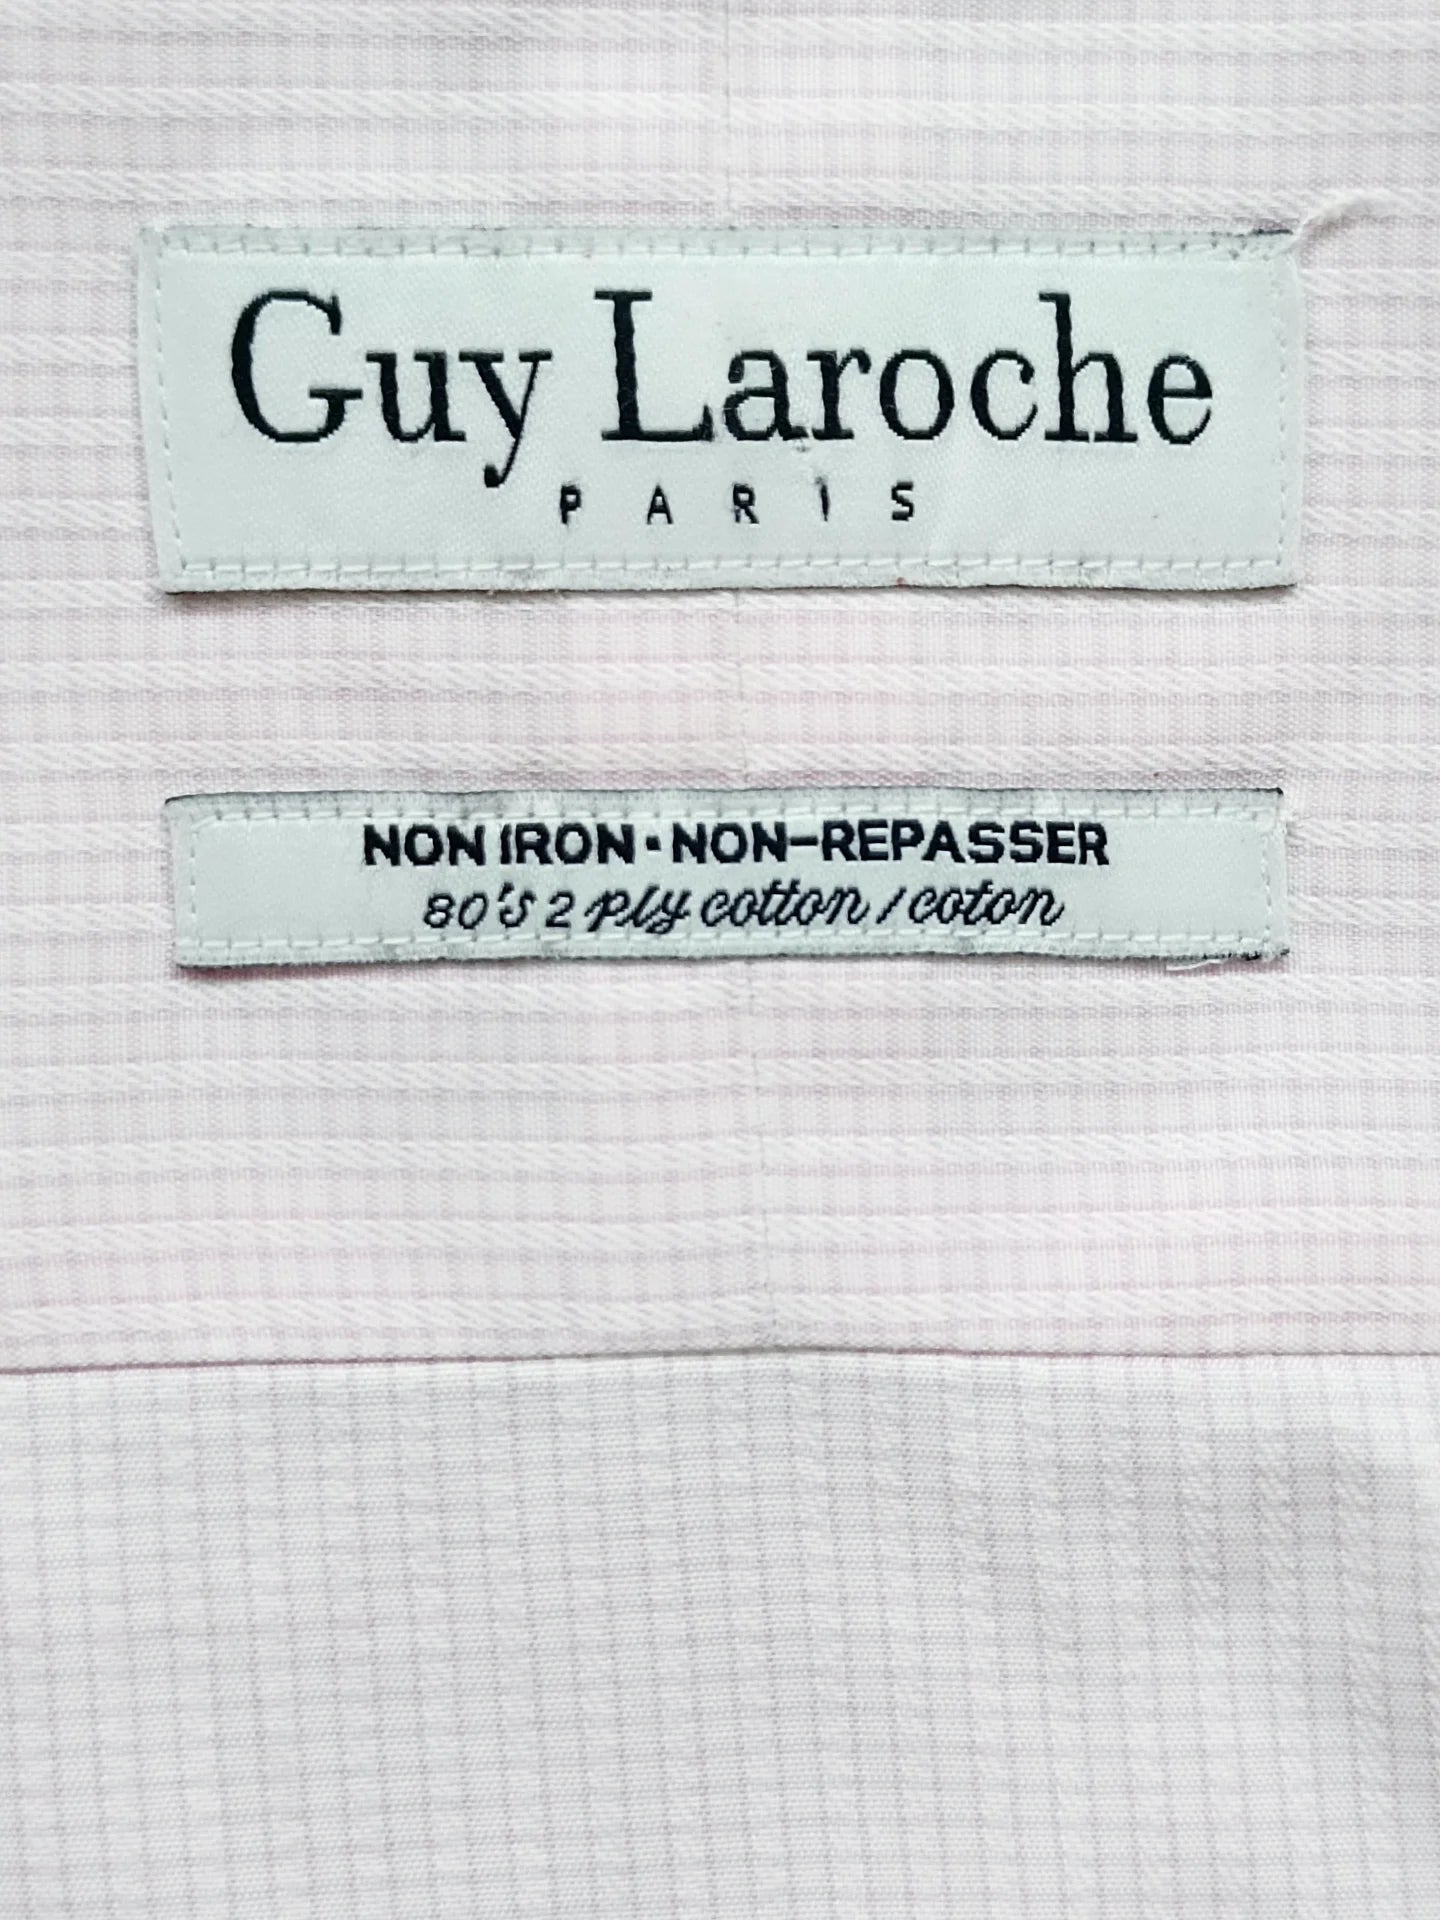 Guy Laroche
PARIS
NON IRON · NON-REPASSER
80's 2 ply cotton / coton